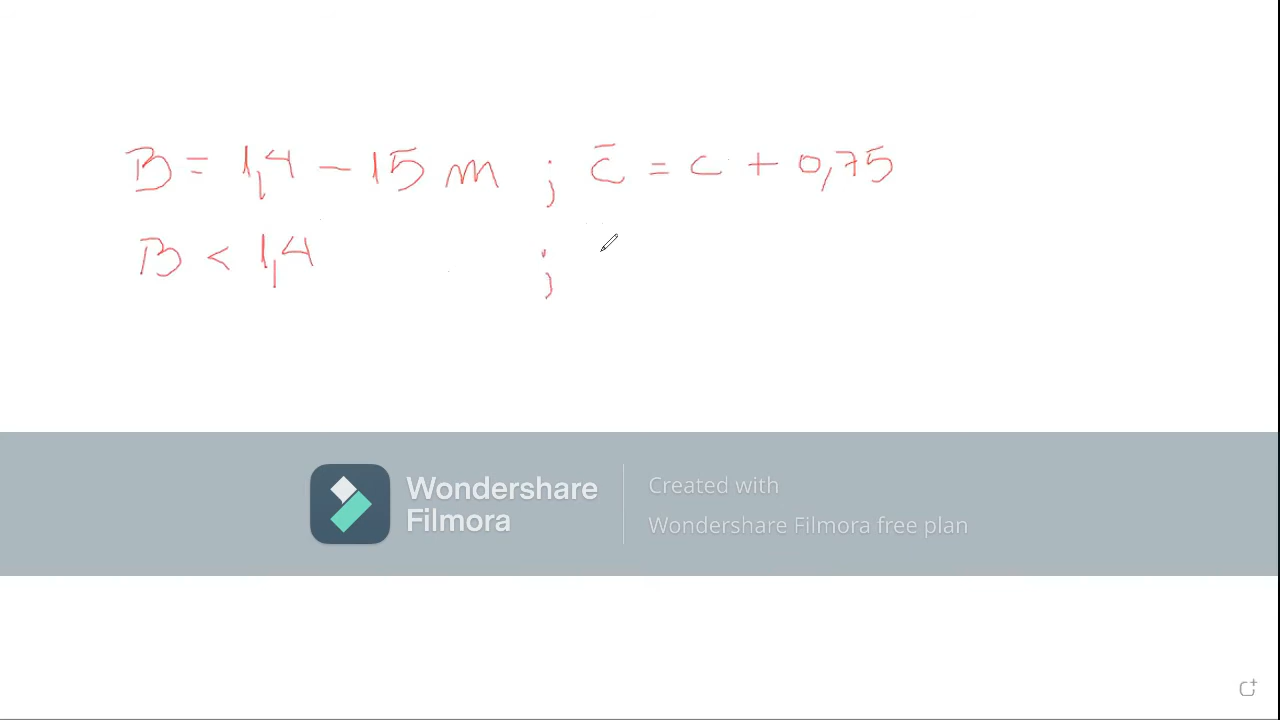 B = 1,4 - 15 m ; c̄ = c + 0,75
B < 1,4 ;
Wondershare
Filmora
Created with
Wondershare Filmora free plan